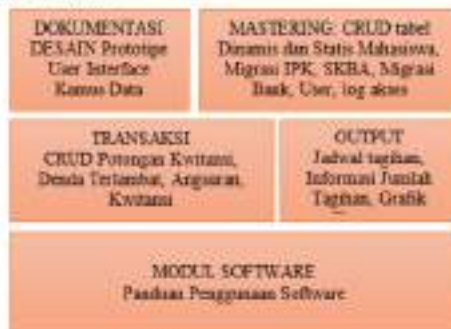 DOKUMENTASI
DESAIN Prototipe
User Interface
Kamus Data
MASTERING: CRUD tabel
Dinamis dan Statis Mahasiswa,
Migrasi IPK, SKBA, Migrasi
Bank, User, log akses
TRANSAKSI
CRUD Potongan Kwitansi,
Denda Terlambat, Angsuran,
Kwitansi
OUTPUT
Jadwal tagihan,
Informasi Jumlah
Tagihan, Grafik
MODUL SOFTWARE
Panduan Penggunaan Software